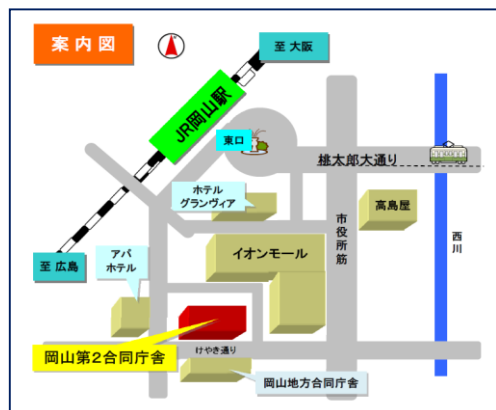 案内図
至 大阪
JR岡山駅
東口
桃太郎大通り
ホテル
グランヴィア
高島屋
市役所筋
西川
イオンモール
至 広島
アパ
ホテル
岡山第2合同庁舎
けやき通り
岡山地方合同庁舎